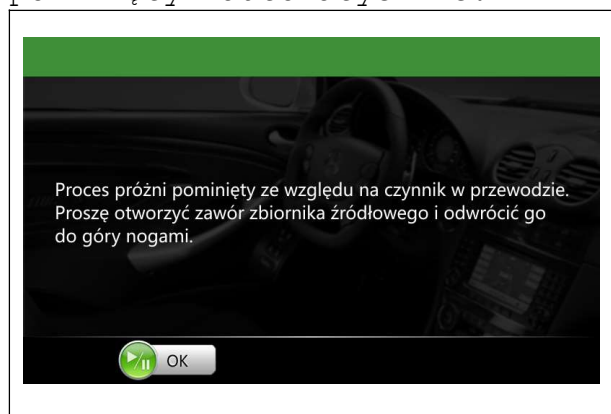 Proces próżni pominięty ze względu na czynnik w przewodzie.
Proszę otworzyć zawór zbiornika źródłowego i odwrócić go
do góry nogami.
OK